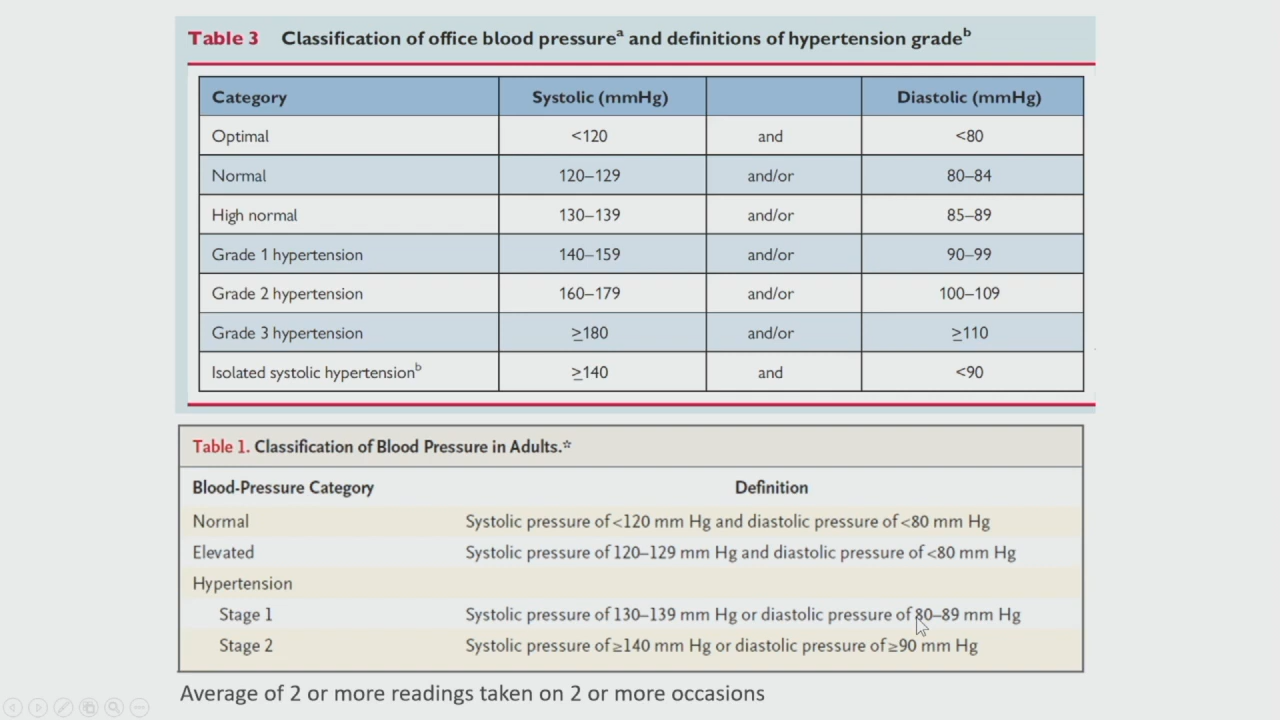 Table 3 Classification of office blood pressureᵃ and definitions of hypertension gradeᵇ
Category Systolic (mmHg) Diastolic (mmHg)
Optimal <120 and <80
Normal 120–129 and/or 80–84
High normal 130–139 and/or 85–89
Grade 1 hypertension 140–159 and/or 90–99
Grade 2 hypertension 160–179 and/or 100–109
Grade 3 hypertension ≥180 and/or ≥110
Isolated systolic hypertensionᵇ ≥140 and <90
Table 1. Classification of Blood Pressure in Adults.*
Blood-Pressure Category Definition
Normal Systolic pressure of <120 mm Hg and diastolic pressure of <80 mm Hg
Elevated Systolic pressure of 120–129 mm Hg and diastolic pressure of <80 mm Hg
Hypertension
Stage 1 Systolic pressure of 130–139 mm Hg or diastolic pressure of 80–89 mm Hg
Stage 2 Systolic pressure of ≥140 mm Hg or diastolic pressure of ≥90 mm Hg
Average of 2 or more readings taken on 2 or more occasions